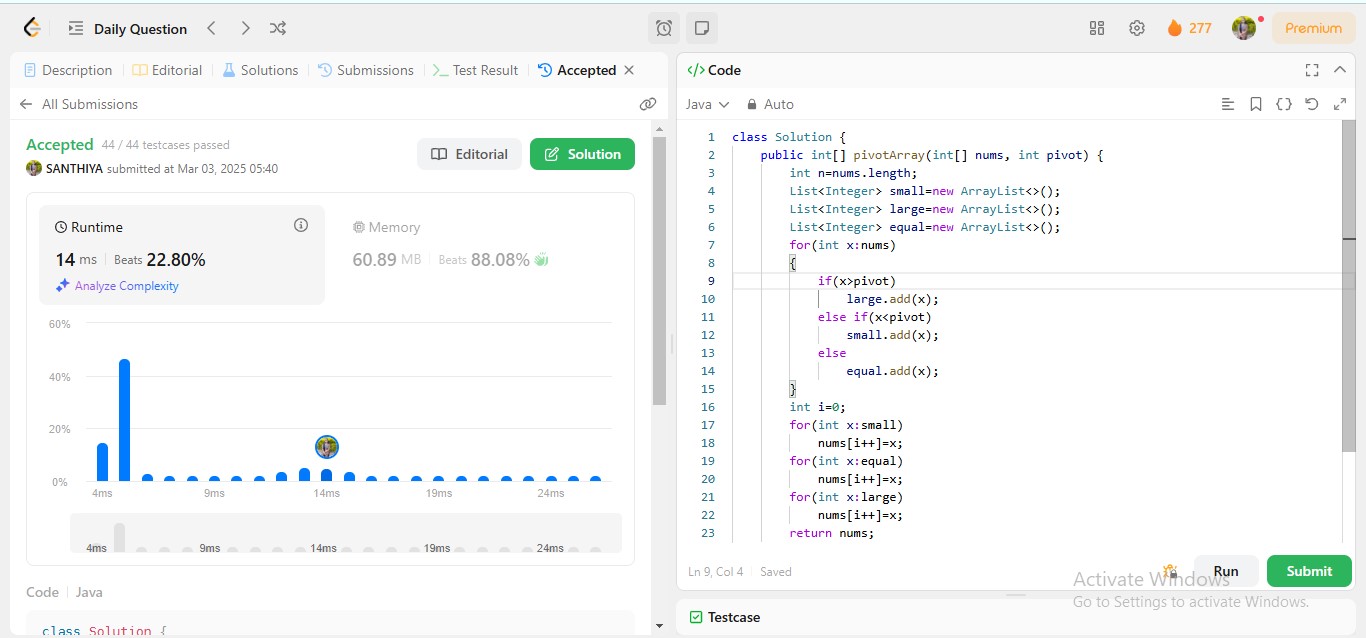 Daily Question
277
Premium
Description
Editorial
Solutions
Submissions
Test Result
Accepted
All Submissions
Accepted 44 / 44 testcases passed
SANTHIYA submitted at Mar 03, 2025 05:40
Editorial
Solution
Runtime
14 ms Beats 22.80%
Analyze Complexity
Memory
60.89 MB Beats 88.08%
60%
40%
20%
0%
4ms 9ms 14ms 19ms 24ms
4ms 9ms 14ms 19ms 24ms
Code Java
class Solution {
</> Code
Java Auto
1 class Solution {
2 public int[] pivotArray(int[] nums, int pivot) {
3 int n=nums.length;
4 List<Integer> small=new ArrayList<>();
5 List<Integer> large=new ArrayList<>();
6 List<Integer> equal=new ArrayList<>();
7 for(int x:nums)
8 {
9 if(x>pivot)
10 large.add(x);
11 else if(x<pivot)
12 small.add(x);
13 else
14 equal.add(x);
15 }
16 int i=0;
17 for(int x:small)
18 nums[i++]=x;
19 for(int x:equal)
20 nums[i++]=x;
21 for(int x:large)
22 nums[i++]=x;
23 return nums;
Ln 9, Col 4 Saved
Run
Submit
Activate Windows
Go to Settings to activate Windows.
Testcase